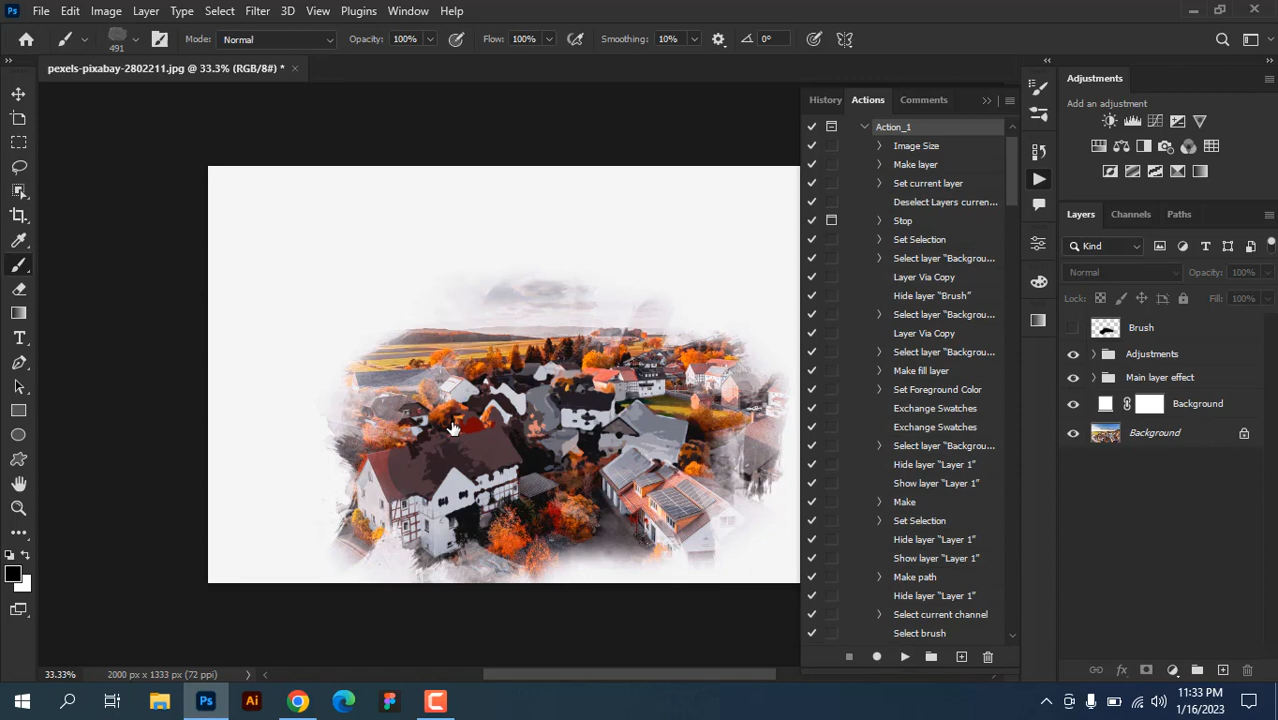 Ps File Edit Image Layer Type Select Filter 3D View Plugins Window Help
491 Mode: Normal Opacity: 100% Flow: 100% Smoothing: 10% 0°
pexels-pixabay-2802211.jpg @ 33.3% (RGB/8#) * ×
History Actions Comments
Action_1
Image Size
Make layer
Set current layer
Deselect Layers curren...
Stop
Set Selection
Select layer "Backgrou...
Layer Via Copy
Hide layer "Brush"
Select layer "Backgrou...
Layer Via Copy
Select layer "Backgrou...
Make fill layer
Set Foreground Color
Exchange Swatches
Exchange Swatches
Select layer "Backgrou...
Hide layer "Layer 1"
Show layer "Layer 1"
Make
Set Selection
Hide layer "Layer 1"
Show layer "Layer 1"
Make path
Hide layer "Layer 1"
Select current channel
Select brush
Adjustments
Add an adjustment
Layers Channels Paths
Kind
Normal Opacity: 100%
Lock: Fill: 100%
Brush
Adjustments
Main layer effect
Background
Background
33.33% 2000 px x 1333 px (72 ppi)
Ps Ai
11:33 PM
1/16/2023